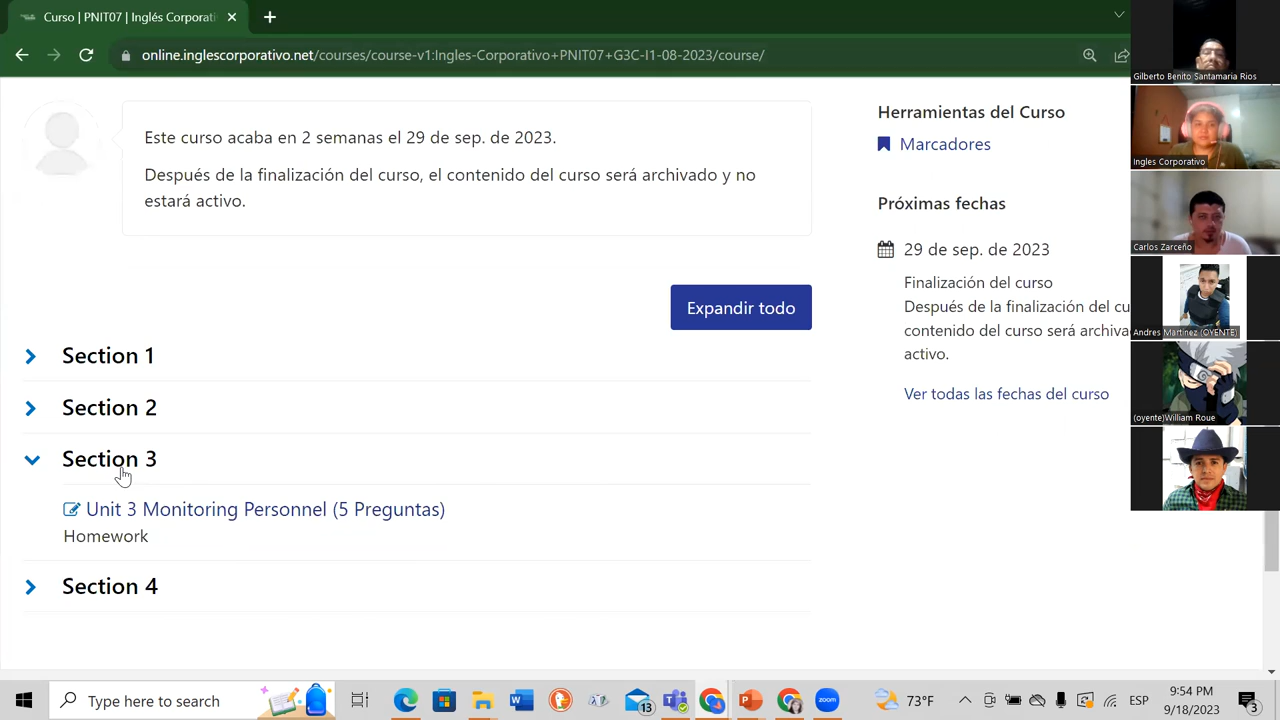 Curso | PNIT07 | Inglés Corporati
online.inglescorporativo.net/courses/course-v1:Ingles-Corporativo+PNIT07+G3C-I1-08-2023/course/
Este curso acaba en 2 semanas el 29 de sep. de 2023.
Después de la finalización del curso, el contenido del curso será archivado y no
estará activo.
Expandir todo
Section 1
Section 2
Section 3
Unit 3 Monitoring Personnel (5 Preguntas)
Homework
Section 4
Herramientas del Curso
Marcadores
Próximas fechas
29 de sep. de 2023
Finalización del curso
Después de la finalización del cu
contenido del curso será archiva
activo.
Ver todas las fechas del curso
Gilberto Benito Santamaria Rios
Ingles Corporativo
Carlos Zarceño
Andres Martinez (OYENTE)
(oyente)William Roue
Type here to search
13
zoom
73°F
ESP
9:54 PM
9/18/2023
3